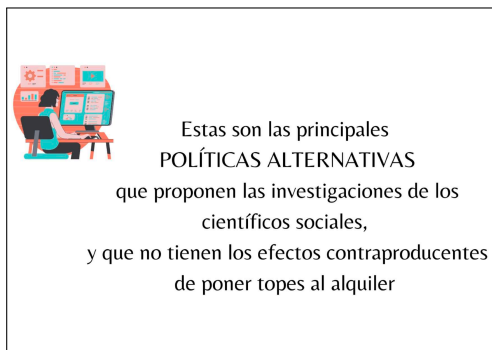 Estas son las principales
POLÍTICAS ALTERNATIVAS
que proponen las investigaciones de los
científicos sociales,
y que no tienen los efectos contraproducentes
de poner topes al alquiler